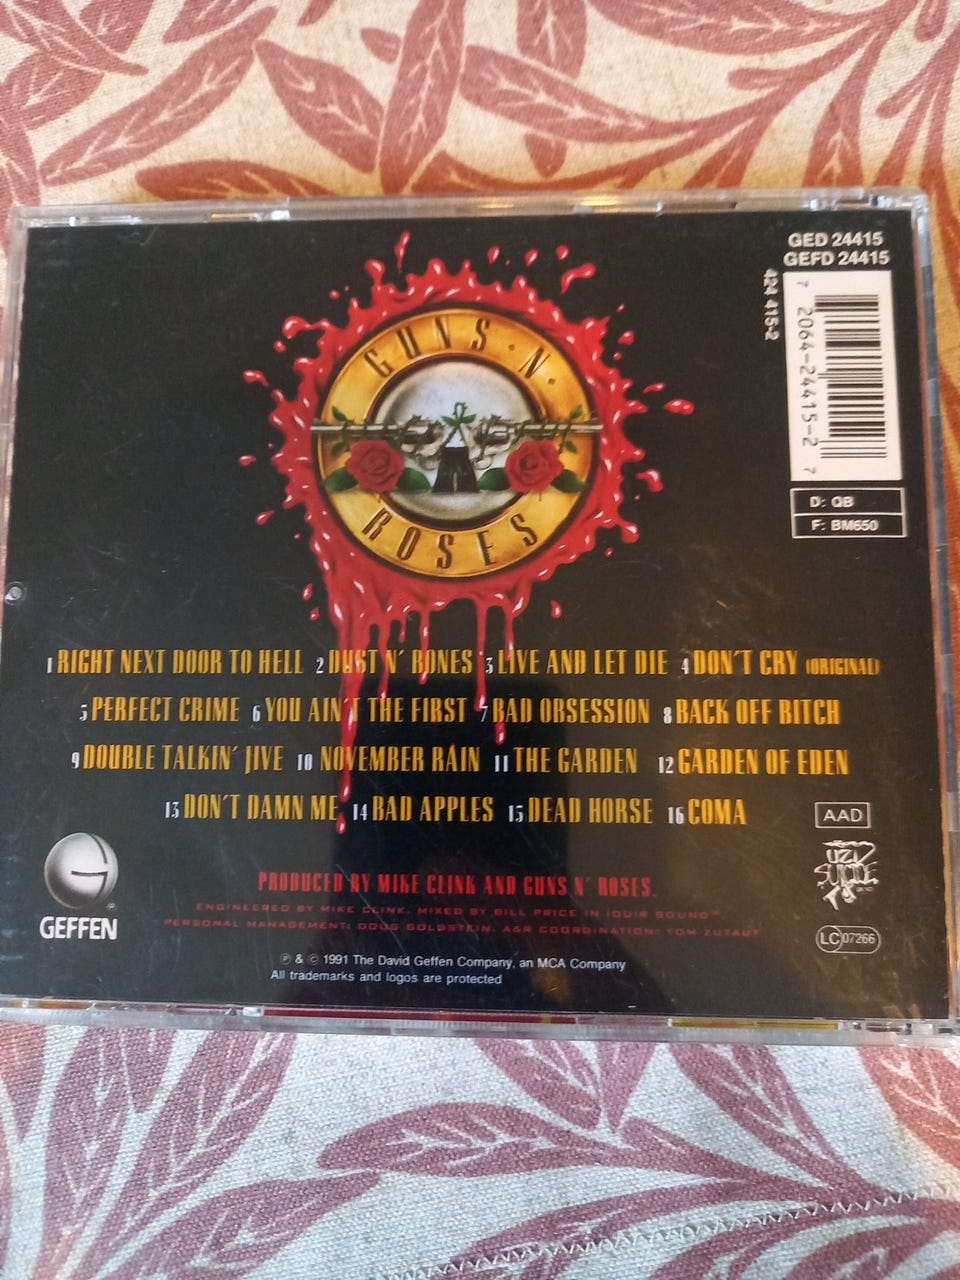 GED 24415
GEFD 24415
424 415-2
7 2064-24415-2 7
D: QB
F: BM650
GUNS · N ·
ROSES
1 RIGHT NEXT DOOR TO HELL 2 DUST N' BONES 3 LIVE AND LET DIE 4 DON'T CRY (ORIGINAL)
5 PERFECT CRIME 6 YOU AIN'T THE FIRST 7 BAD OBSESSION 8 BACK OFF BITCH
9 DOUBLE TALKIN' JIVE 10 NOVEMBER RAIN 11 THE GARDEN 12 GARDEN OF EDEN
13 DON'T DAMN ME 14 BAD APPLES 15 DEAD HORSE 16 COMA
AAD
UZI
SUICIDE
GEFFEN
PRODUCED BY MIKE CLINK AND GUNS N' ROSES.
ENGINEERED BY MIKE CLINK. MIXED BY BILL PRICE IN (QUIR SOUND™
PERSONAL MANAGEMENT: DOUG GOLDSTEIN. A&R COORDINATION: TOM ZUTAUT
LC 07266
℗ & © 1991 The David Geffen Company, an MCA Company
All trademarks and logos are protected